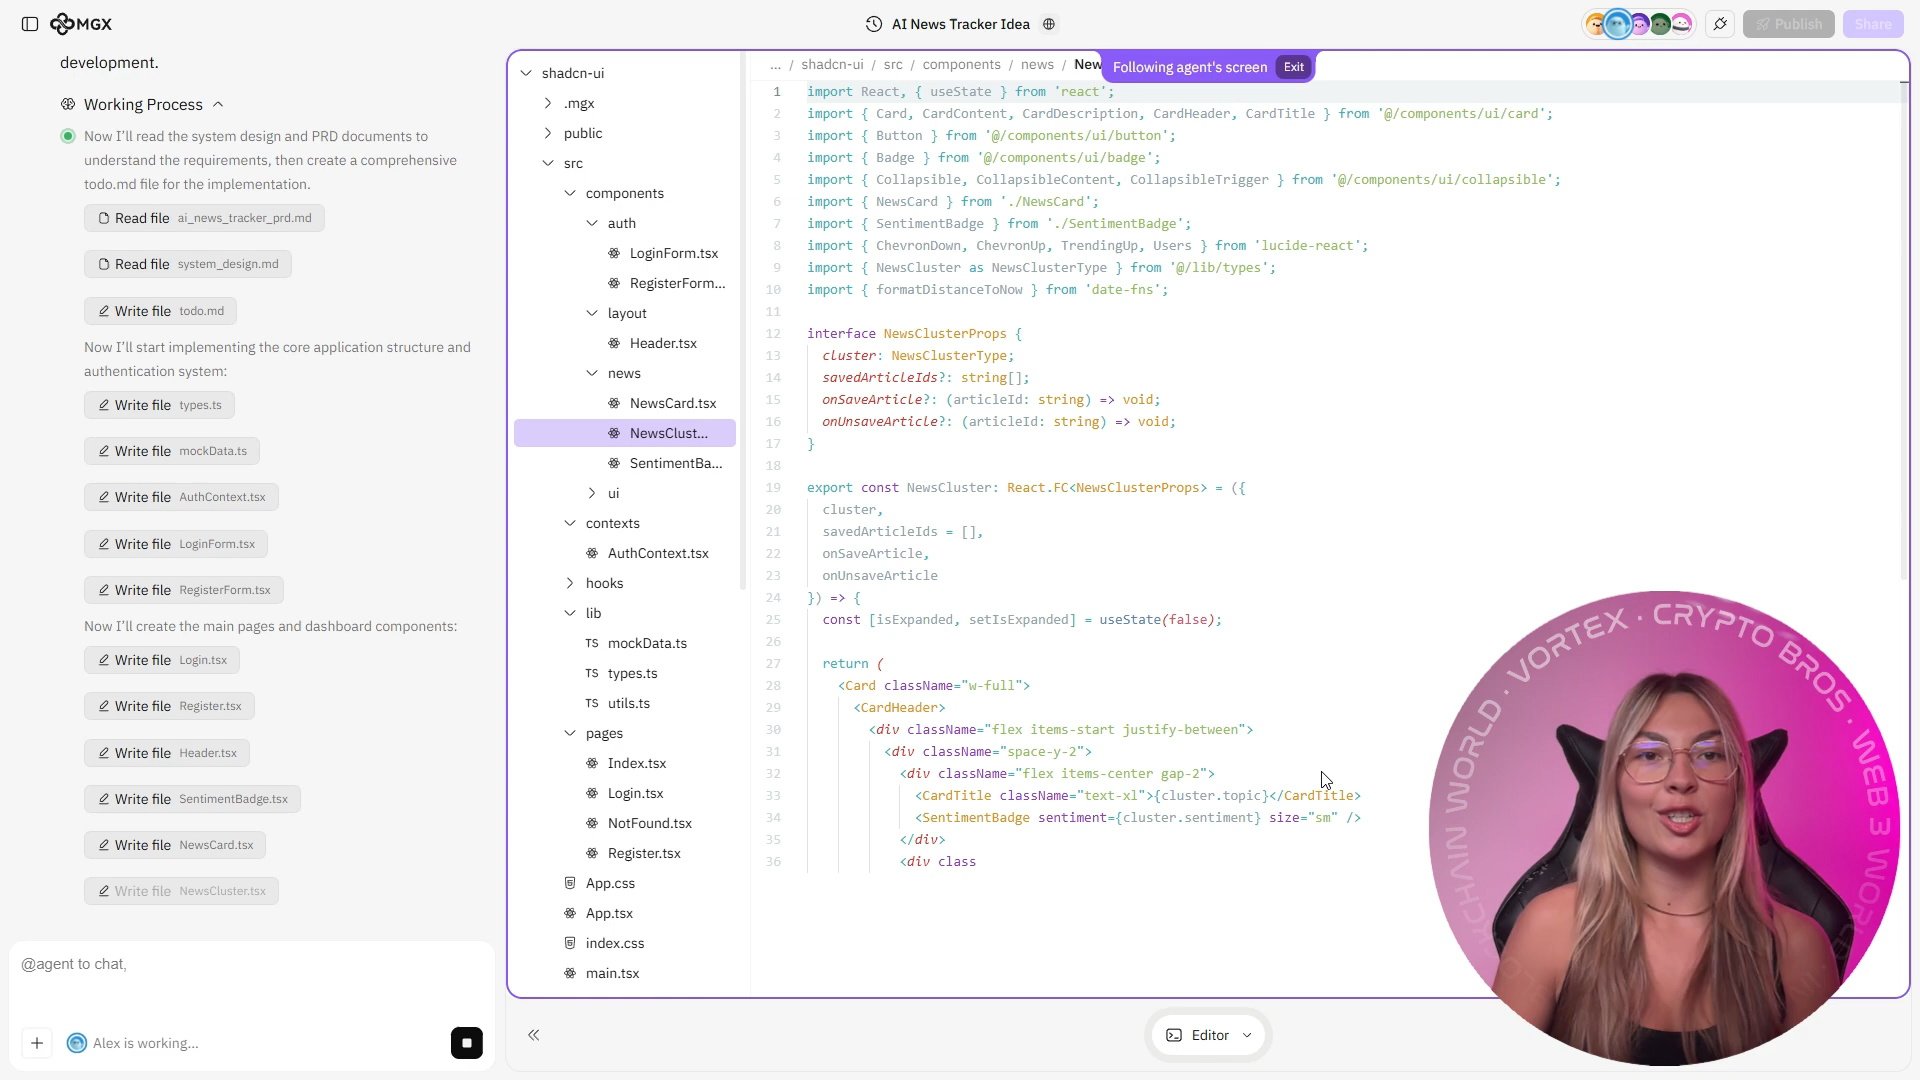 MGX
AI News Tracker Idea
Publish
Share
development.
Working Process
Now I'll read the system design and PRD documents to
understand the requirements, then create a comprehensive
todo.md file for the implementation.
Read file ai_news_tracker_prd.md
Read file system_design.md
Write file todo.md
Now I'll start implementing the core application structure and
authentication system:
Write file types.ts
Write file mockData.ts
Write file AuthContext.tsx
Write file LoginForm.tsx
Write file RegisterForm.tsx
Now I'll create the main pages and dashboard components:
Write file Login.tsx
Write file Register.tsx
Write file Header.tsx
Write file SentimentBadge.tsx
Write file NewsCard.tsx
Write file NewsCluster.tsx
@agent to chat,
Alex is working...
shadcn-ui
.mgx
public
src
components
auth
LoginForm.tsx
RegisterForm...
layout
Header.tsx
news
NewsCard.tsx
NewsClust...
SentimentBa...
ui
contexts
AuthContext.tsx
hooks
lib
TS mockData.ts
TS types.ts
TS utils.ts
pages
Index.tsx
Login.tsx
NotFound.tsx
Register.tsx
App.css
App.tsx
index.css
main.tsx
... / shadcn-ui / src / components / news / New
Following agent's screen Exit
1 import React, { useState } from 'react';
2 import { Card, CardContent, CardDescription, CardHeader, CardTitle } from '@/components/ui/card';
3 import { Button } from '@/components/ui/button';
4 import { Badge } from '@/components/ui/badge';
5 import { Collapsible, CollapsibleContent, CollapsibleTrigger } from '@/components/ui/collapsible';
6 import { NewsCard } from './NewsCard';
7 import { SentimentBadge } from './SentimentBadge';
8 import { ChevronDown, ChevronUp, TrendingUp, Users } from 'lucide-react';
9 import { NewsCluster as NewsClusterType } from '@/lib/types';
10 import { formatDistanceToNow } from 'date-fns';
11
12 interface NewsClusterProps {
13 cluster: NewsClusterType;
14 savedArticleIds?: string[];
15 onSaveArticle?: (articleId: string) => void;
16 onUnsaveArticle?: (articleId: string) => void;
17 }
18
19 export const NewsCluster: React.FC<NewsClusterProps> = ({
20 cluster,
21 savedArticleIds = [],
22 onSaveArticle,
23 onUnsaveArticle
24 }) => {
25 const [isExpanded, setIsExpanded] = useState(false);
26
27 return (
28 <Card className="w-full">
29 <CardHeader>
30 <div className="flex items-start justify-between">
31 <div className="space-y-2">
32 <div className="flex items-center gap-2">
33 <CardTitle className="text-xl">{cluster.topic}</CardTitle>
34 <SentimentBadge sentiment={cluster.sentiment} size="sm" />
35 </div>
36 <div class
Editor
VORTEX · CRYPTO BROS · WEB 3 WORLD